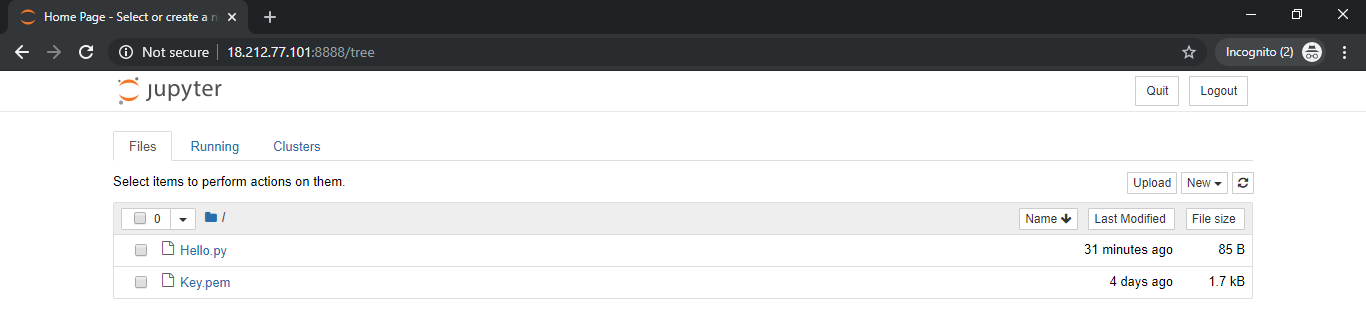 Home Page - Select or create a n
Not secure 18.212.77.101:8888/tree Incognito (2)
jupyter Quit Logout
Files Running Clusters
Select items to perform actions on them. Upload New
0 / Name Last Modified File size
Hello.py 31 minutes ago 85 B
Key.pem 4 days ago 1.7 kB